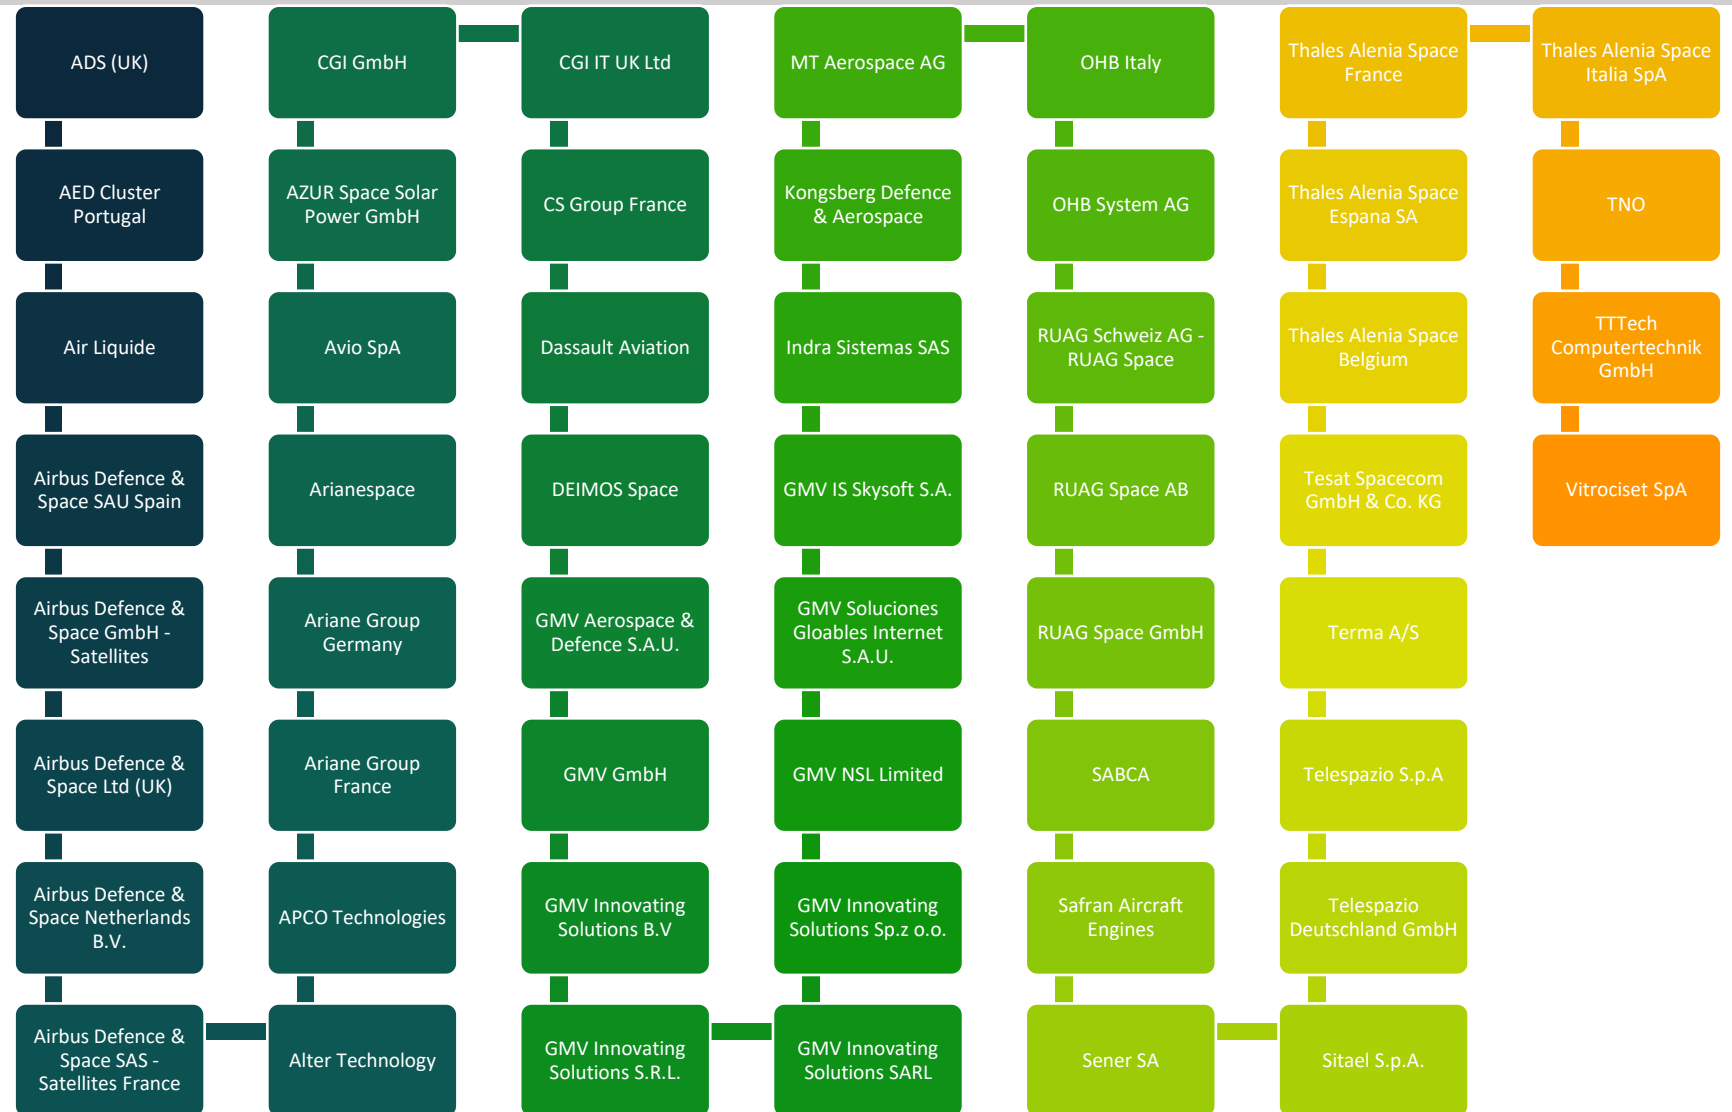 ADS (UK)
AED Cluster
Portugal
Air Liquide
Airbus Defence &
Space SAU Spain
Airbus Defence &
Space GmbH -
Satellites
Airbus Defence &
Space Ltd (UK)
Airbus Defence &
Space Netherlands
B.V.
Airbus Defence &
Space SAS -
Satellites France
Alter Technology
APCO Technologies
Ariane Group
France
Ariane Group
Germany
Arianespace
Avio SpA
AZUR Space Solar
Power GmbH
CGI GmbH
CGI IT UK Ltd
CS Group France
Dassault Aviation
DEIMOS Space
GMV Aerospace &
Defence S.A.U.
GMV GmbH
GMV Innovating
Solutions B.V
GMV Innovating
Solutions S.R.L.
GMV Innovating
Solutions SARL
GMV Innovating
Solutions Sp.z o.o.
GMV NSL Limited
GMV Soluciones
Gloables Internet
S.A.U.
GMV IS Skysoft S.A.
Indra Sistemas SAS
Kongsberg Defence
& Aerospace
MT Aerospace AG
OHB Italy
OHB System AG
RUAG Schweiz AG -
RUAG Space
RUAG Space AB
RUAG Space GmbH
SABCA
Safran Aircraft
Engines
Sener SA
Sitael S.p.A.
Telespazio
Deutschland GmbH
Telespazio S.p.A
Terma A/S
Tesat Spacecom
GmbH & Co. KG
Thales Alenia Space
Belgium
Thales Alenia Space
Espana SA
Thales Alenia Space
France
Thales Alenia Space
Italia SpA
TNO
TTTech
Computertechnik
GmbH
Vitrociset SpA